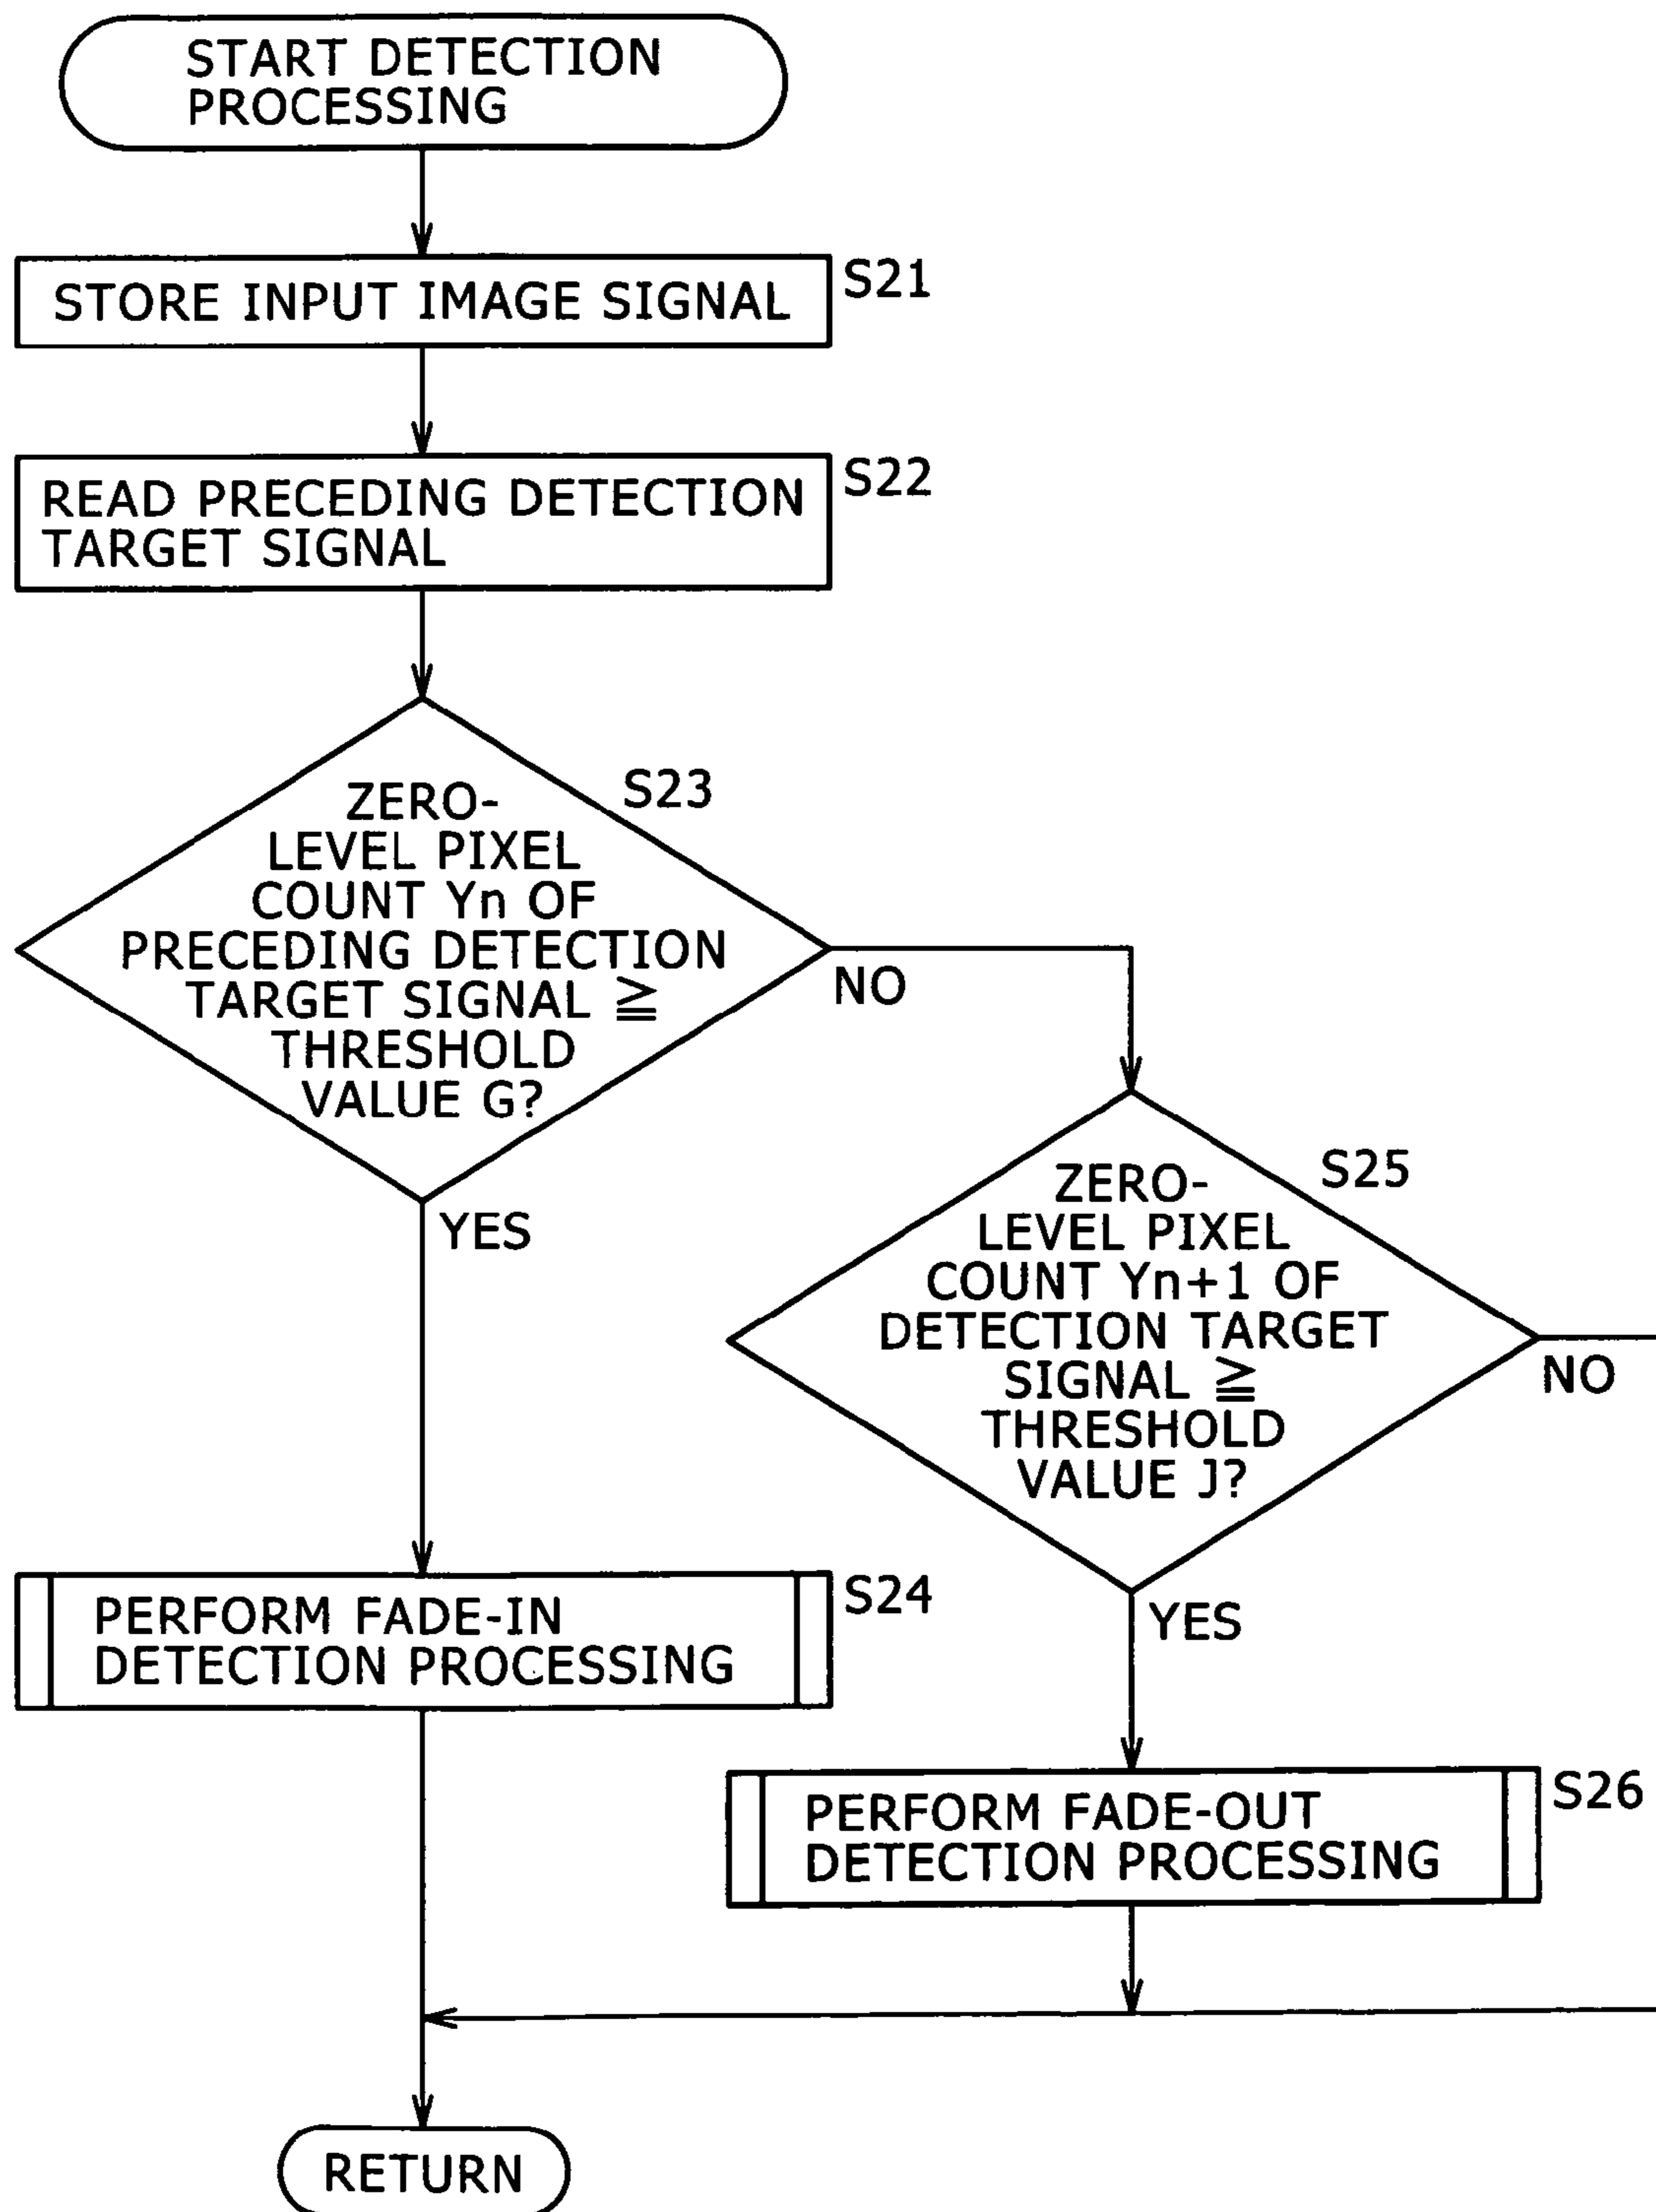 START DETECTION
PROCESSING
STORE INPUT IMAGE SIGNAL
S21
READ PRECEDING DETECTION
TARGET SIGNAL
S22
ZERO-
LEVEL PIXEL
COUNT Yn OF
PRECEDING DETECTION
TARGET SIGNAL ≧
THRESHOLD
VALUE G?
S23
NO
YES
ZERO-
LEVEL PIXEL
COUNT Yn+1 OF
DETECTION TARGET
SIGNAL ≧
THRESHOLD
VALUE J?
S25
NO
YES
PERFORM FADE-IN
DETECTION PROCESSING
S24
PERFORM FADE-OUT
DETECTION PROCESSING
S26
RETURN